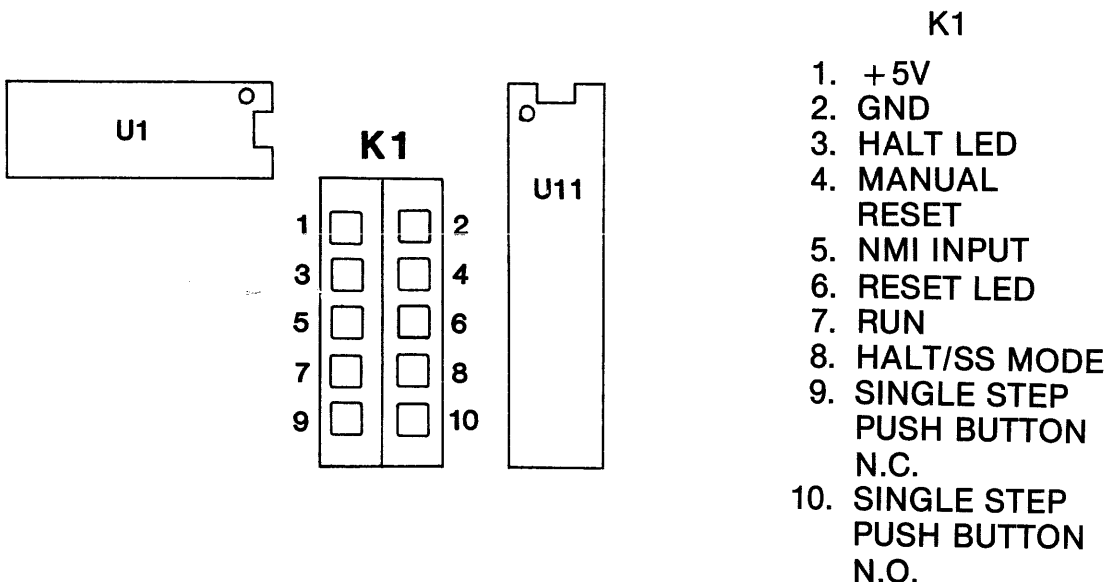 U1
K1
1 2
3 4
5 6
7 8
9 10
U11
K1
1. +5V
2. GND
3. HALT LED
4. MANUAL
RESET
5. NMI INPUT
6. RESET LED
7. RUN
8. HALT/SS MODE
9. SINGLE STEP
PUSH BUTTON
N.C.
10. SINGLE STEP
PUSH BUTTON
N.O.